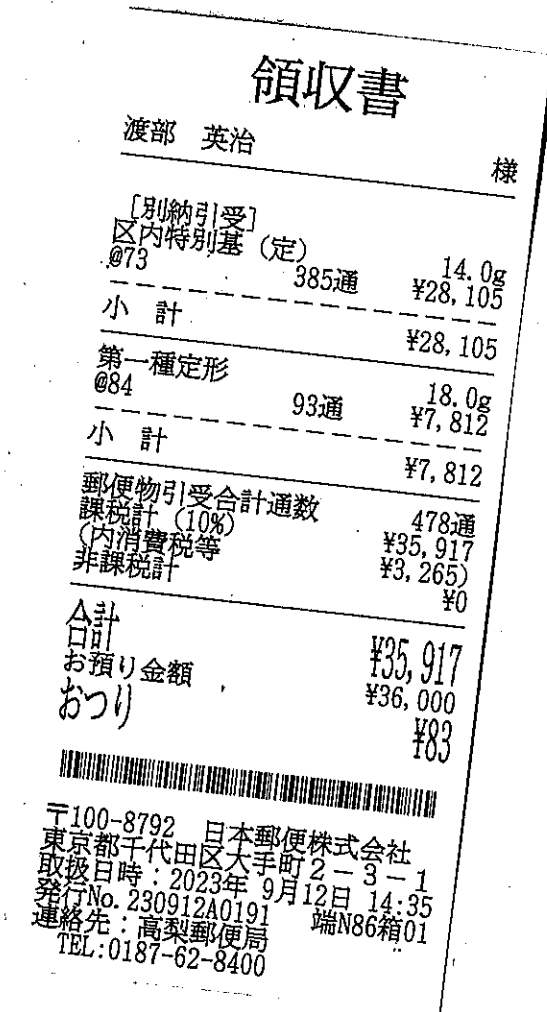 領収書
渡部 英治 様
[別納引受]
区内特別基(定) 14.0g
@73 385通 ¥28,105
小 計 ¥28,105
第一種定形 18.0g
@84 93通 ¥7,812
小 計 ¥7,812
郵便物引受合計通数 478通
課税計(10%) ¥35,917
(内消費税等 ¥3,265)
非課税計 ¥0
合計 ¥35,917
お預り金額 ¥36,000
おつり ¥83
〒100-8792 日本郵便株式会社
東京都千代田区大手町2-3-1
取扱日時:2023年 9月12日 14:35
発行No.230912A0191 端N86箱01
連絡先:高梨郵便局
TEL:0187-62-8400